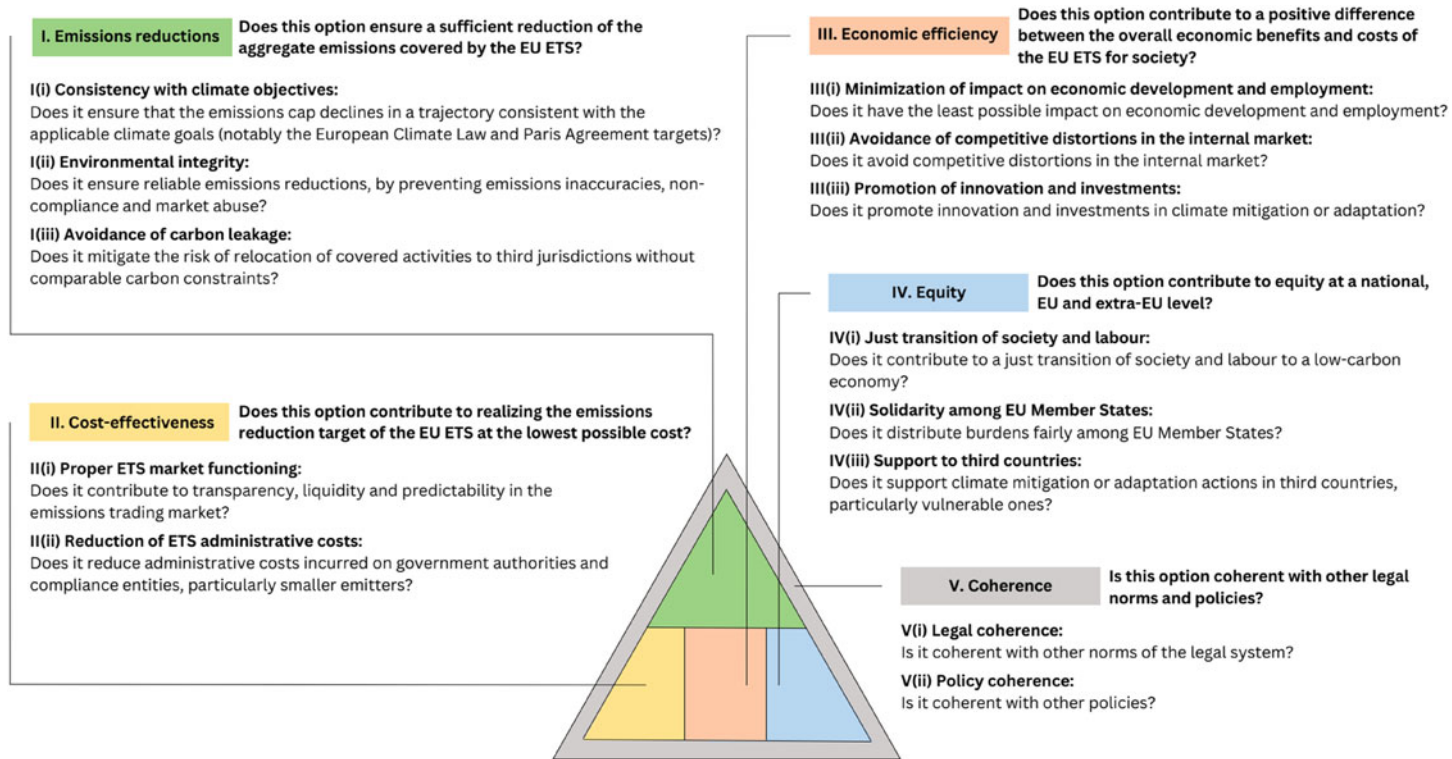 I. Emissions reductions
Does this option ensure a sufficient reduction of the
aggregate emissions covered by the EU ETS?
I(i) Consistency with climate objectives:
Does it ensure that the emissions cap declines in a trajectory consistent with the
applicable climate goals (notably the European Climate Law and Paris Agreement targets)?
I(ii) Environmental integrity:
Does it ensure reliable emissions reductions, by preventing emissions inaccuracies, non-
compliance and market abuse?
I(iii) Avoidance of carbon leakage:
Does it mitigate the risk of relocation of covered activities to third jurisdictions without
comparable carbon constraints?
II. Cost-effectiveness
Does this option contribute to realizing the emissions
reduction target of the EU ETS at the lowest possible cost?
II(i) Proper ETS market functioning:
Does it contribute to transparency, liquidity and predictability in the
emissions trading market?
II(ii) Reduction of ETS administrative costs:
Does it reduce administrative costs incurred on government authorities and
compliance entities, particularly smaller emitters?
III. Economic efficiency
Does this option contribute to a positive difference
between the overall economic benefits and costs of
the EU ETS for society?
III(i) Minimization of impact on economic development and employment:
Does it have the least possible impact on economic development and employment?
III(ii) Avoidance of competitive distortions in the internal market:
Does it avoid competitive distortions in the internal market?
III(iii) Promotion of innovation and investments:
Does it promote innovation and investments in climate mitigation or adaptation?
IV. Equity
Does this option contribute to equity at a national,
EU and extra-EU level?
IV(i) Just transition of society and labour:
Does it contribute to a just transition of society and labour to a low-carbon
economy?
IV(ii) Solidarity among EU Member States:
Does it distribute burdens fairly among EU Member States?
IV(iii) Support to third countries:
Does it support climate mitigation or adaptation actions in third countries,
particularly vulnerable ones?
V. Coherence
Is this option coherent with other legal
norms and policies?
V(i) Legal coherence:
Is it coherent with other norms of the legal system?
V(ii) Policy coherence:
Is it coherent with other policies?